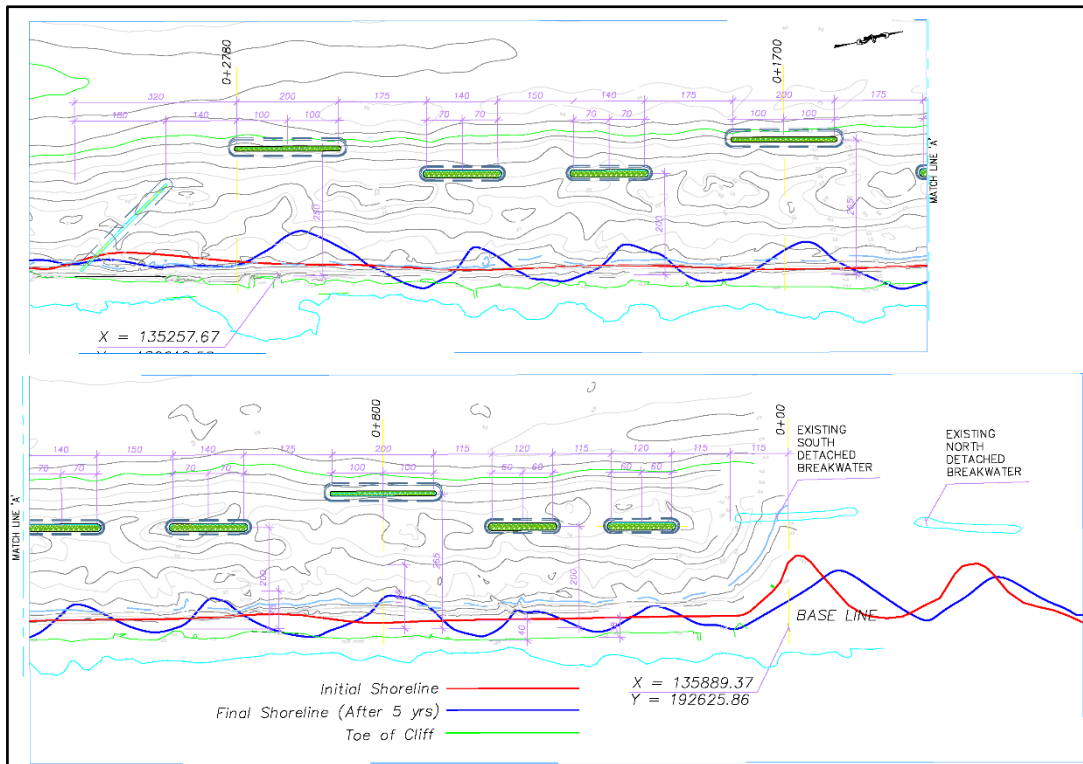 0+2780
0+1700
320
200
175
140
150
140
200
175
180
140
100
100
70
70
70
70
100
100
250
200
265
MATCH LINE 'A'
X = 135257.67
0+800
0+00
EXISTING
SOUTH
DETACHED
BREAKWATER
EXISTING
NORTH
DETACHED
BREAKWATER
140
150
140
175
200
115
120
115
120
115
115
70
70
70
70
100
100
60
60
60
60
MATCH LINE 'A'
200
265
200
40
BASE LINE
Initial Shoreline
Final Shoreline (After 5 yrs)
Toe of Cliff
X = 135889.37
Y = 192625.86